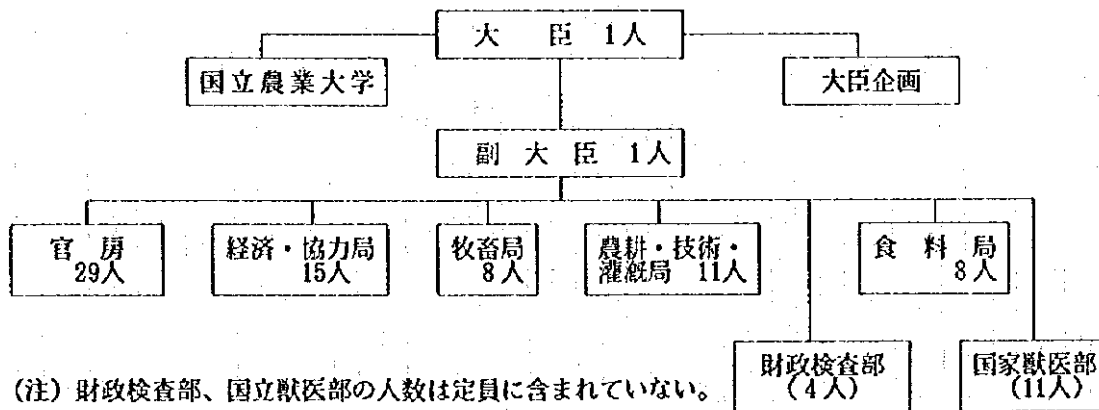 大臣 1人
国立農業大学
大臣企画
副大臣 1人
官房
29人
経済・協力局
15人
牧畜局
8人
農耕・技術・
灌漑局 11人
食料局
8人
財政検査部
(4人)
国家獣医部
(11人)
(注) 財政検査部、国立獣医部の人数は定員に含まれていない。